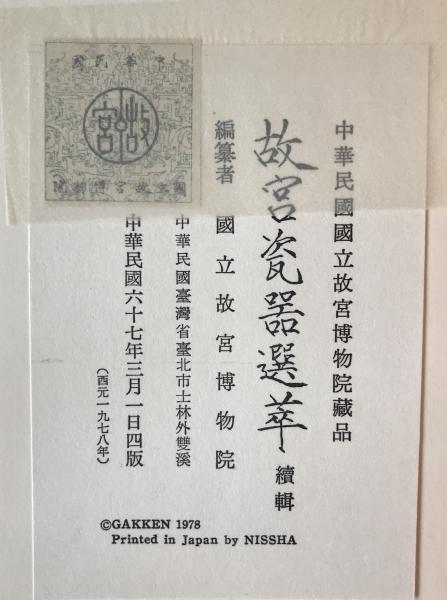 中華民國國立故宮博物院藏品
故宮瓷器選萃、續輯
編纂者 國立故宮博物院
中華民國臺灣省臺北市士林外雙溪
中華民國六十七年三月一日四版
（西元一九七八年）
中華民國
故宮
國立故宮博物院
©GAKKEN 1978
Printed in Japan by NISSHA